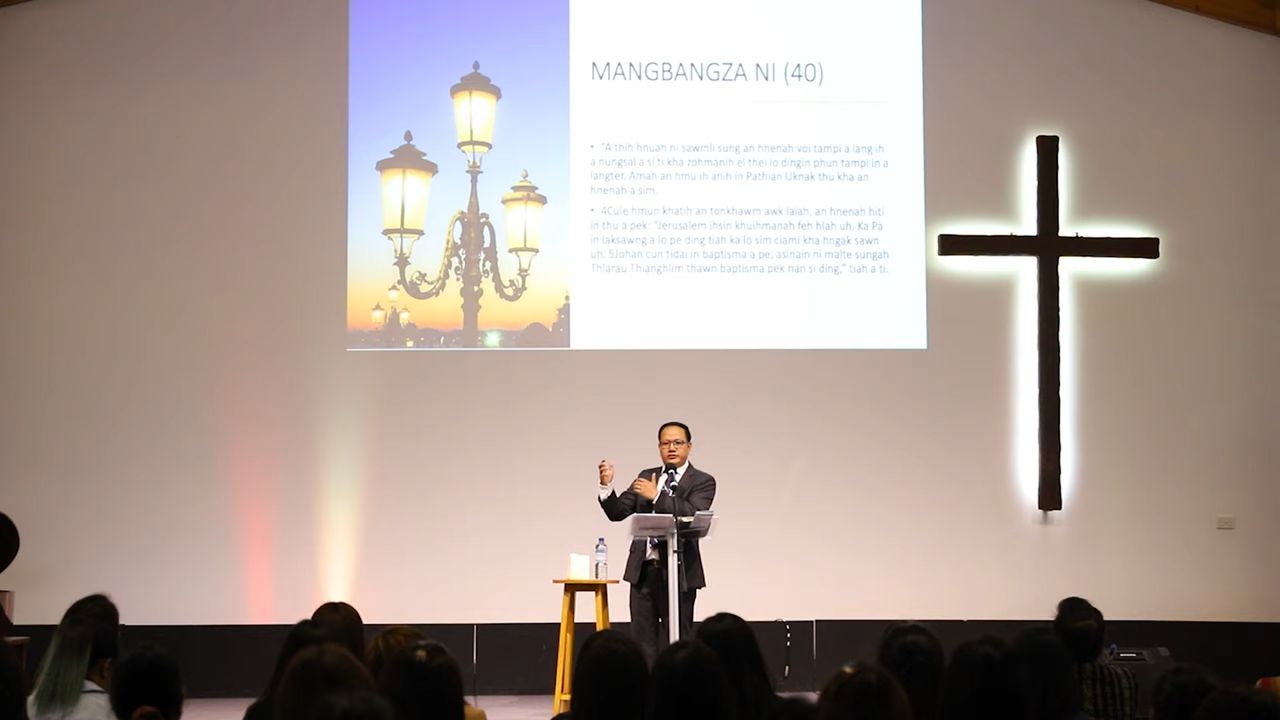 MANGBANGZA NI (40)
• "A thih hnuah ni sawmli sung an hnenah voi tampi a lang ih
a nungsal a si ti kha zohmanih el thei lo dingin phun tampi in a
langter. Amah an hmu ih anih in Pathian Uknak thu kha an
hnenah a sim.
• 4Cule hmun khatih an tonkhawm awk laiah, an hnenah hiti
in thu a pek: "Jerusalem ihsin khuihmanah feh hlah uh. Ka Pa
in laksawng a lo pe ding tiah ka lo sim ciami kha hngak sawn
uh. 5Johan cun tidai in baptisma a pe; asinain ni malte sungah
Thlarau Thianghlim thawn baptisma pek nan si ding," tiah a ti.